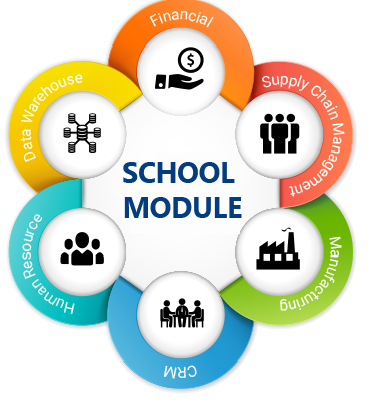 Financial
Supply Chain Management
Manufacturing
CRM
Human Resource
Data Warehouse
SCHOOL
MODULE
$